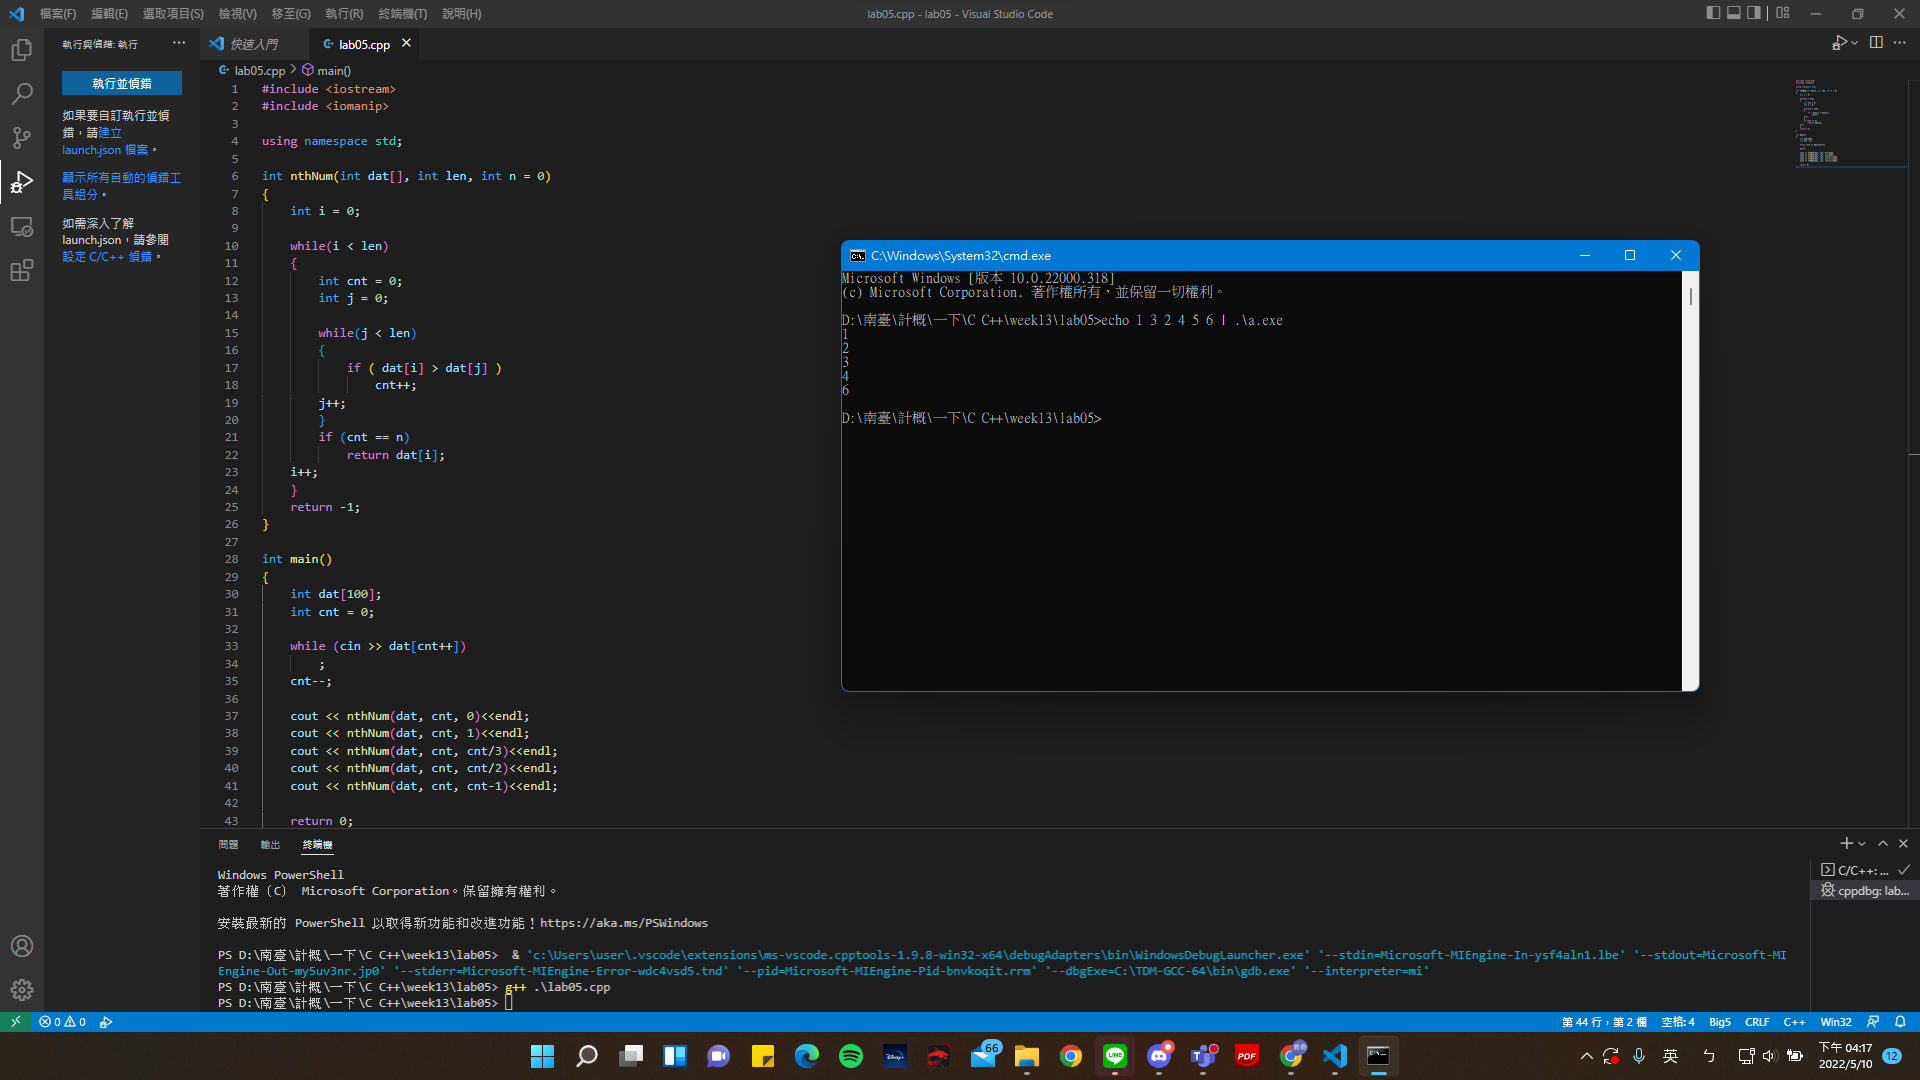 檔案(F) 編輯(E) 選取項目(S) 檢視(V) 移至(G) 執行(R) 終端機(T) 說明(H)
lab05.cpp - lab05 - Visual Studio Code
執行與偵錯: 執行
快速入門
lab05.cpp
執行並偵錯
如果要自訂執行並偵
錯,請建立
launch.json 檔案。
顯示所有自動的偵錯工
具組分。
如需深入了解
launch.json,請參閱
設定 C/C++ 偵錯。
lab05.cpp > main()
1 #include <iostream>
2 #include <iomanip>
3
4 using namespace std;
5
6 int nthNum(int dat[], int len, int n = 0)
7 {
8 int i = 0;
9
10 while(i < len)
11 {
12 int cnt = 0;
13 int j = 0;
14
15 while(j < len)
16 {
17 if ( dat[i] > dat[j] )
18 cnt++;
19 j++;
20 }
21 if (cnt == n)
22 return dat[i];
23 i++;
24 }
25 return -1;
26 }
27
28 int main()
29 {
30 int dat[100];
31 int cnt = 0;
32
33 while (cin >> dat[cnt++])
34 ;
35 cnt--;
36
37 cout << nthNum(dat, cnt, 0)<<endl;
38 cout << nthNum(dat, cnt, 1)<<endl;
39 cout << nthNum(dat, cnt, cnt/3)<<endl;
40 cout << nthNum(dat, cnt, cnt/2)<<endl;
41 cout << nthNum(dat, cnt, cnt-1)<<endl;
42
43 return 0;
C:\Windows\System32\cmd.exe
Microsoft Windows [版本 10.0.22000.318]
(c) Microsoft Corporation. 著作權所有,並保留一切權利。
D:\南臺\計概\一下\C C++\week13\lab05>echo 1 3 2 4 5 6 | .\a.exe
1
2
3
4
6
D:\南臺\計概\一下\C C++\week13\lab05>
問題 輸出 終端機
C/C++: ...
cppdbg: lab...
Windows PowerShell
著作權 (C) Microsoft Corporation。保留擁有權利。
安裝最新的 PowerShell 以取得新功能和改進功能!https://aka.ms/PSWindows
PS D:\南臺\計概\一下\C C++\week13\lab05> & 'c:\Users\user\.vscode\extensions\ms-vscode.cpptools-1.9.8-win32-x64\debugAdapters\bin\WindowsDebugLauncher.exe' '--stdin=Microsoft-MIEngine-In-ysf4aln1.lbe' '--stdout=Microsoft-MI
Engine-Out-my5uv3nr.jp0' '--stderr=Microsoft-MIEngine-Error-wdc4vsd5.tnd' '--pid=Microsoft-MIEngine-Pid-bnvkoqit.rrm' '--dbgExe=C:\TDM-GCC-64\bin\gdb.exe' '--interpreter=mi'
PS D:\南臺\計概\一下\C C++\week13\lab05> g++ .\lab05.cpp
PS D:\南臺\計概\一下\C C++\week13\lab05>
0 0
第 44 行,第 2 欄 空格: 4 Big5 CRLF C++ Win32
Disney+
66
LINE
PDF
英
ㄅ
下午 04:17
2022/5/10
12